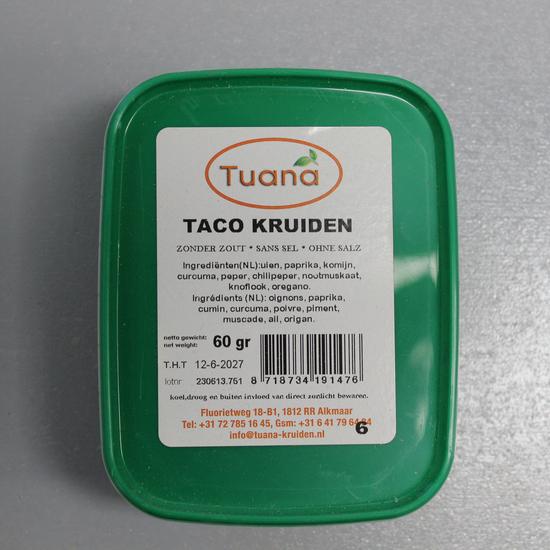 Tuana
TACO KRUIDEN
ZONDER ZOUT * SANS SEL * OHNE SALZ
Ingrediënten(NL):uien, paprika, komijn,
curcuma, peper, chilipeper, nootmuskaat,
knoflook, oregano.
Ingrédients (NL): oignons, paprika,
cumin, curcuma, poivre, piment,
muscade, ail, origan.
netto gewicht:
net weight:
60 gr
T.H.T 12-6-2027
lotnr 230613.751
8 718734 191476
koel,droog en buiten invloed van direct zonlicht bewaren.
Fluorietweg 18-B1, 1812 RR Alkmaar
Tel: +31 72 785 16 45, Gsm: +31 6 41 79
info@tuana-kruiden.nl
6